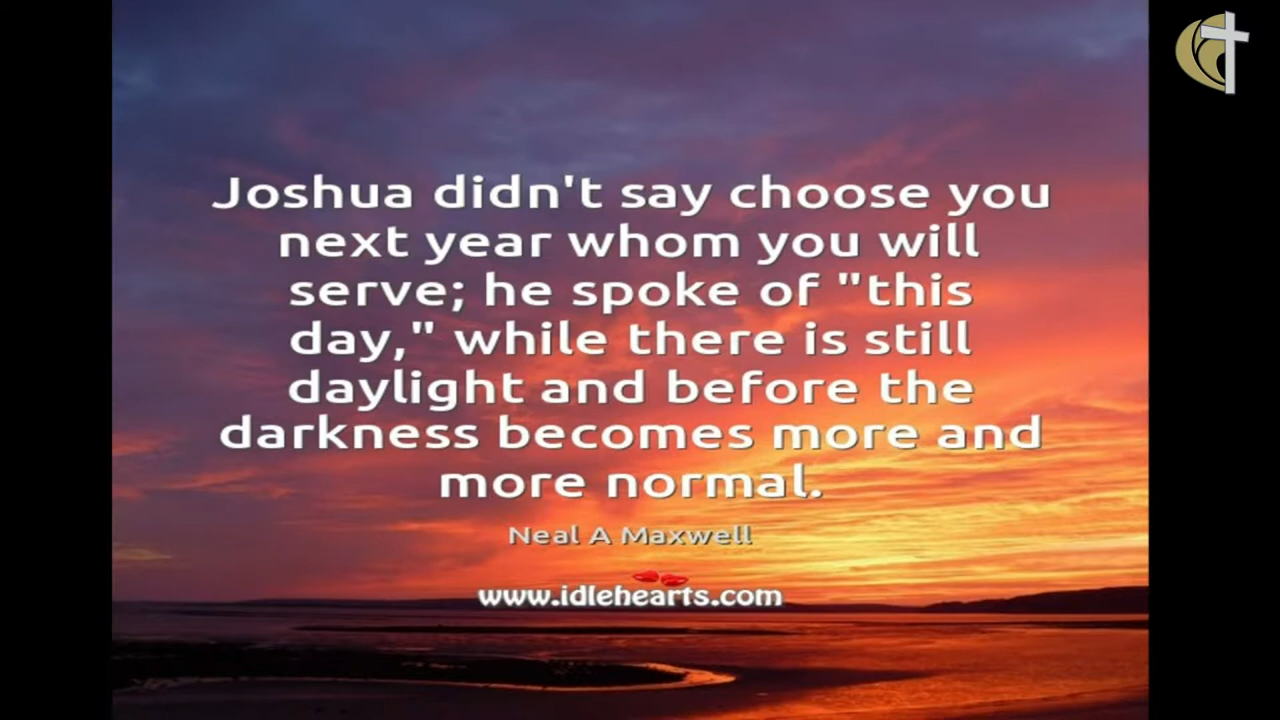 Joshua didn't say choose you
next year whom you will
serve; he spoke of "this
day," while there is still
daylight and before the
darkness becomes more and
more normal.
Neal A Maxwell
www.idlehearts.com